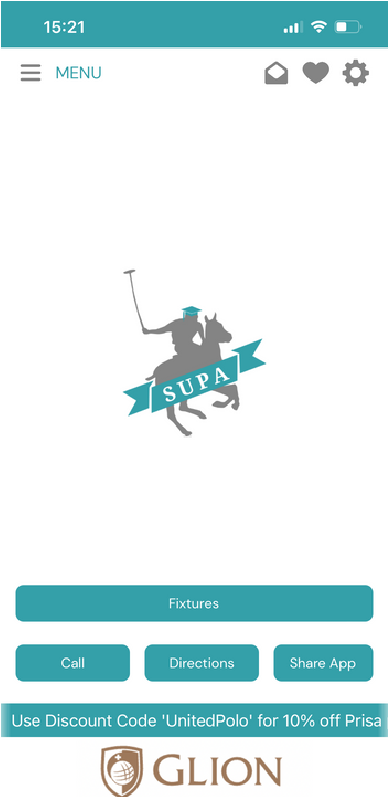 15:21
MENU
SUPA
Fixtures
Call
Directions
Share App
Use Discount Code 'UnitedPolo' for 10% off Prisa
GLION